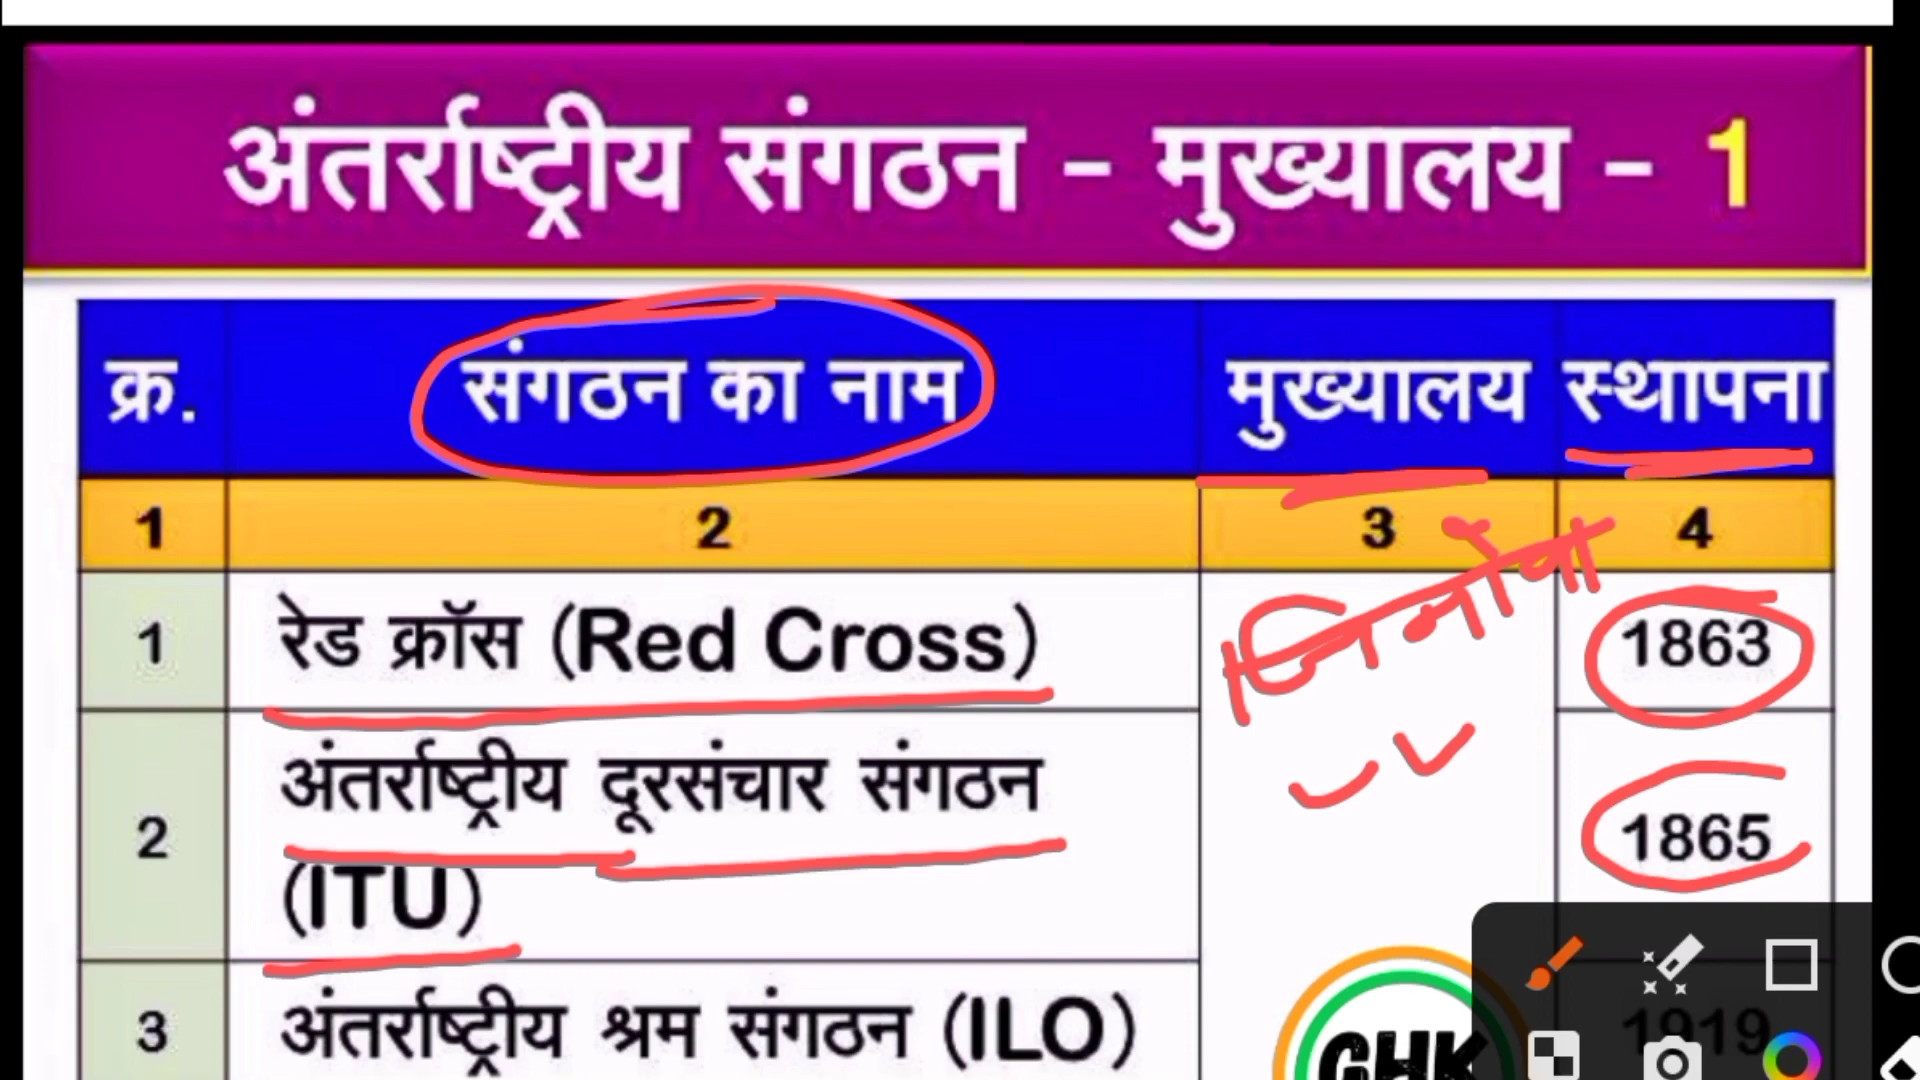 अंतर्राष्ट्रीय संगठन - मुख्यालय - 1
क्र. संगठन का नाम मुख्यालय स्थापना
1 2 3 4
1 रेड क्रॉस (Red Cross) जिनेवा 1863
2 अंतर्राष्ट्रीय दूरसंचार संगठन
(ITU) 1865
3 अंतर्राष्ट्रीय श्रम संगठन (ILO) 1919
GHK